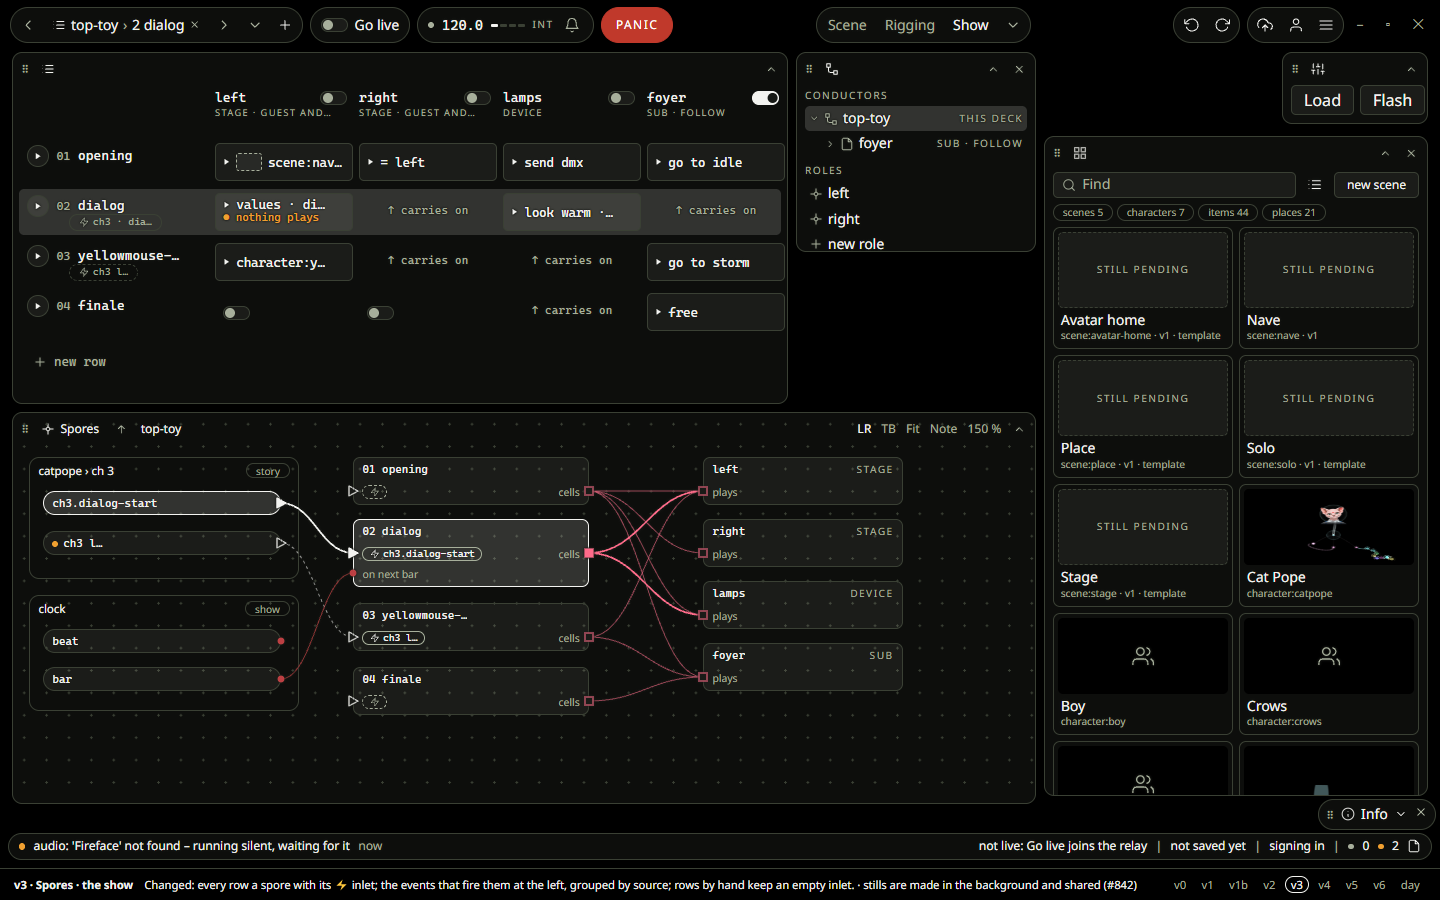 top-toy › 2 dialog ×
Go live
120.0 INT
PANIC
Scene Rigging Show
left
STAGE · GUEST AND…
right
STAGE · GUEST AND…
lamps
DEVICE
foyer
SUB · FOLLOW
01 opening
scene:nav…
= left
send dmx
go to idle
02 dialog
ch3 · dia…
values · di…
nothing plays
↑ carries on
look warm ·…
↑ carries on
03 yellowmouse-…
ch3 l…
character:y…
↑ carries on
↑ carries on
go to storm
04 finale
↑ carries on
free
+ new row
CONDUCTORS
top-toy THIS DECK
foyer SUB · FOLLOW
ROLES
left
right
+ new role
Load Flash
Find
new scene
scenes 5 characters 7 items 44 places 21
STILL PENDING
Avatar home
scene:avatar-home · v1 · template
STILL PENDING
Nave
scene:nave · v1
STILL PENDING
Place
scene:place · v1 · template
STILL PENDING
Solo
scene:solo · v1 · template
STILL PENDING
Stage
scene:stage · v1 · template
Cat Pope
character:catpope
Boy
character:boy
Crows
character:crows
Spores ↑ top-toy
LR TB Fit Note 150 %
catpope › ch 3 story
ch3.dialog-start
ch3 l…
clock show
beat
bar
01 opening
cells
02 dialog
ch3.dialog-start
cells
on next bar
03 yellowmouse-…
ch3 l…
cells
04 finale
cells
left STAGE
plays
right STAGE
plays
lamps DEVICE
plays
foyer SUB
plays
Info
audio: 'Fireface' not found – running silent, waiting for it now
not live: Go live joins the relay | not saved yet | signing in | 0 2
v3 · Spores · the show Changed: every row a spore with its ⚡ inlet; the events that fire them at the left, grouped by source; rows by hand keep an empty inlet. · stills are made in the background and shared (#842)
v0 v1 v1b v2 v3 v4 v5 v6 day